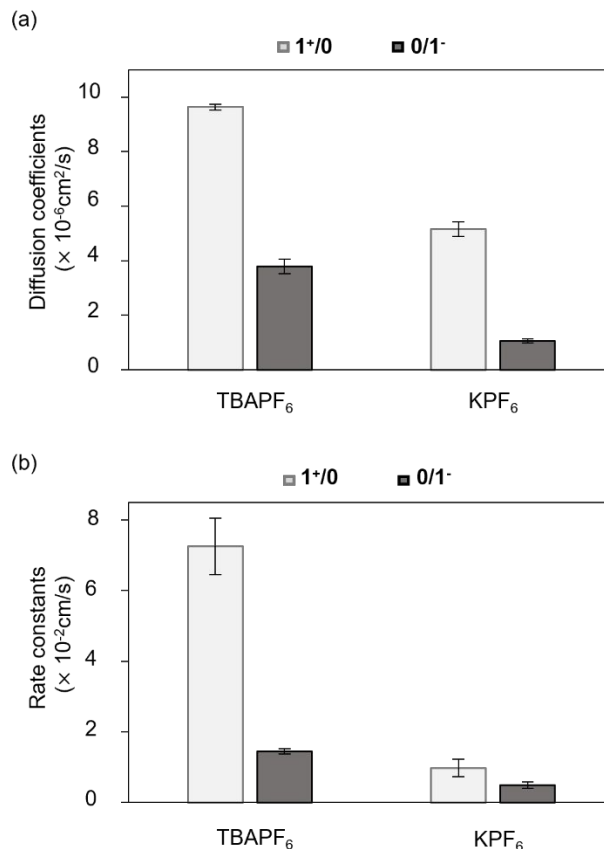 (a)
1⁺/0 0/1⁻
Diffusion coefficients
(× 10⁻⁶cm²/s)
10
8
6
4
2
0
TBAPF₆ KPF₆
(b)
1⁺/0 0/1⁻
Rate constants
(× 10⁻²cm/s)
8
6
4
2
0
TBAPF₆ KPF₆